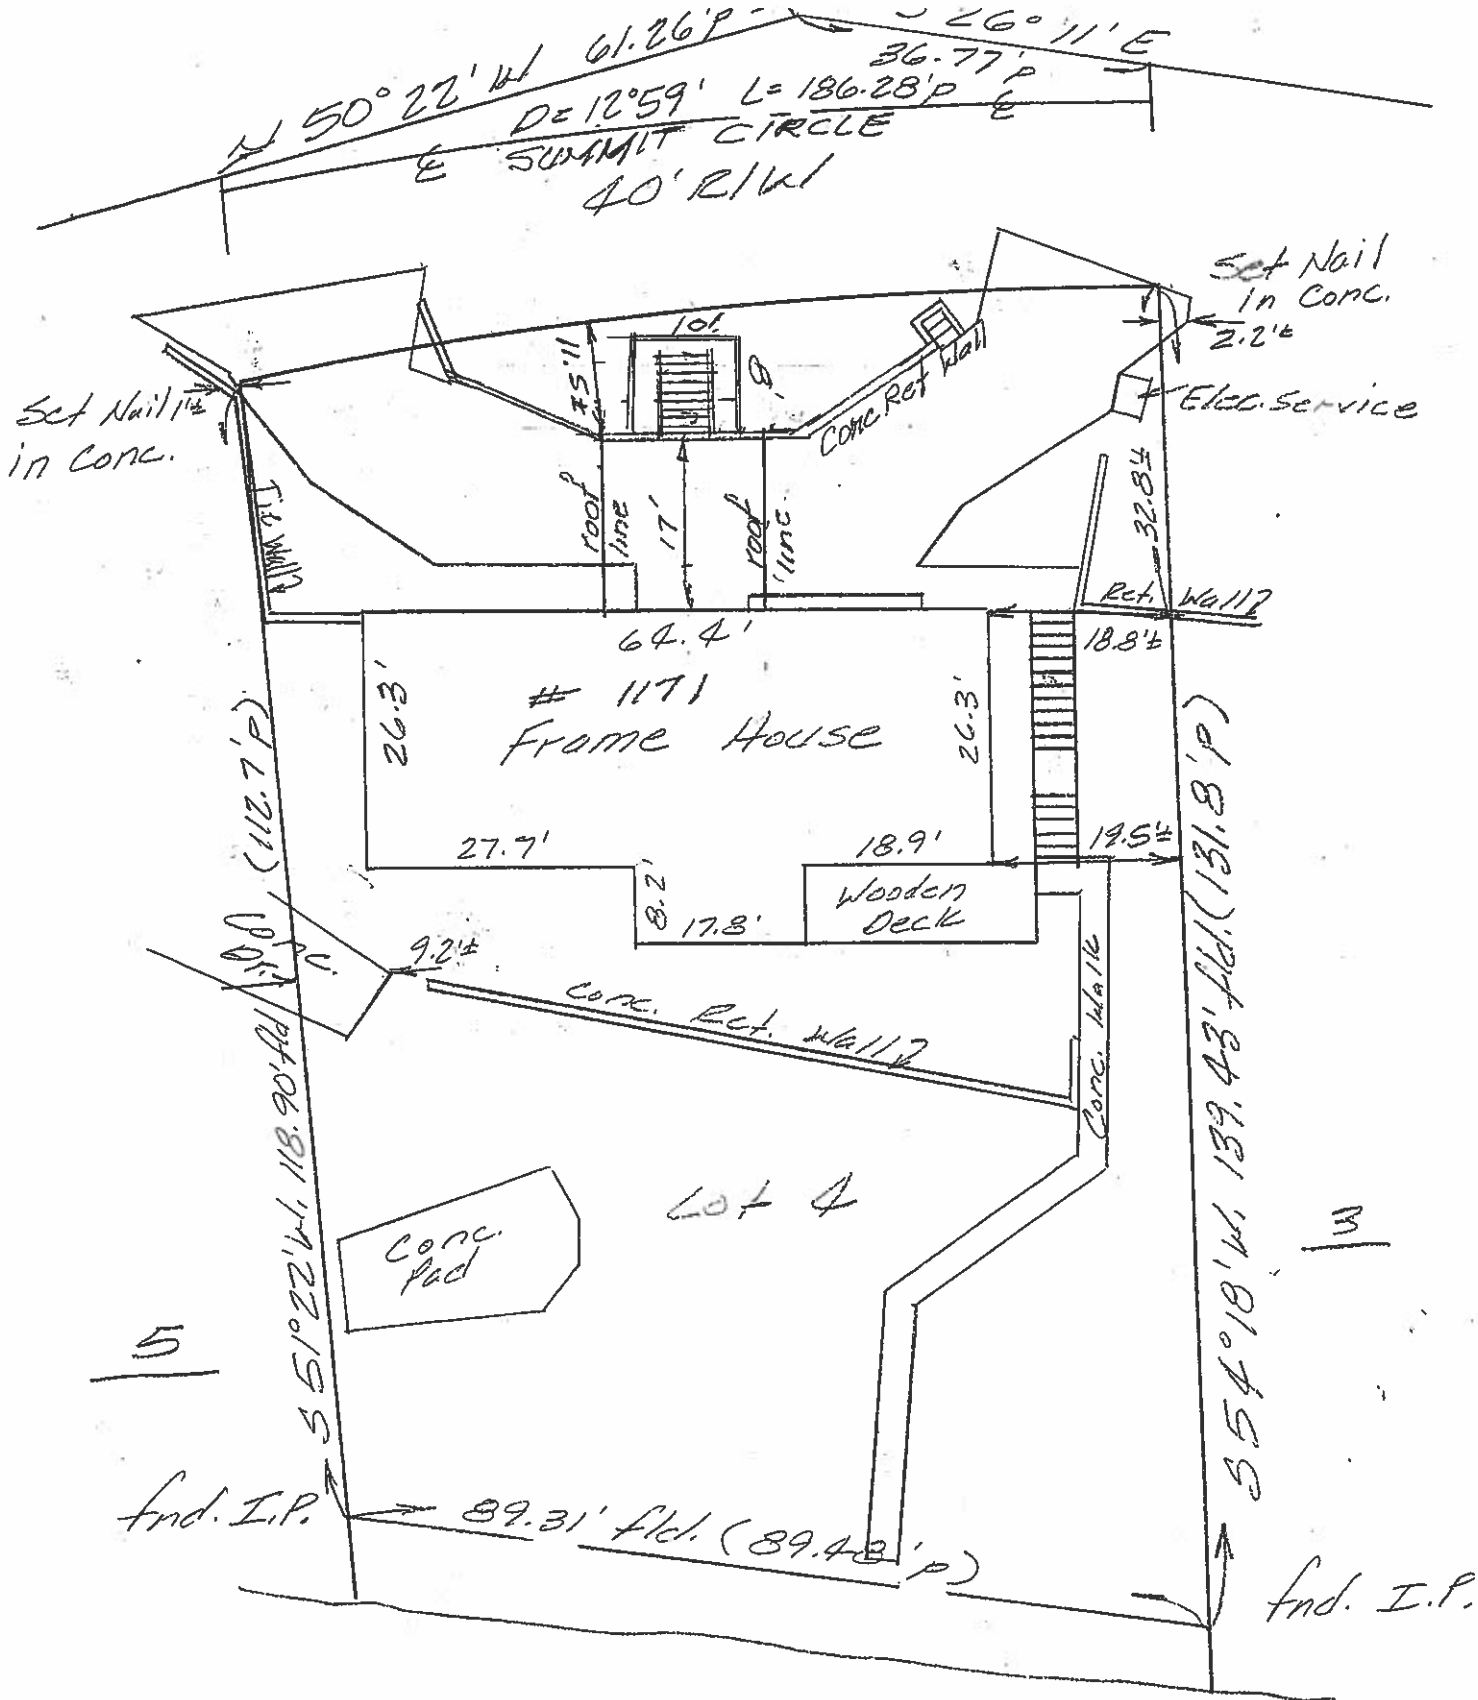 N 50°22' W 61.26'P
26°11' E
36.77'P
D=12°59' L=186.28'P
SUMMIT CIRCLE
40' R/W
Set Nail
in Conc.
2.2'±
10'
11.5±
8'
Conc Ret Wall
Elec. Service
Set Nail 1'±
in Conc.
Tie Wall
roof
line
17'
roof
line
32.8'±
Ret. Wall
18.8'±
64.4'
# 1171
Frame House
26.3'
26.3'
27.7'
18.9'
19.5'±
8.2'
17.8'
Wooden
Deck
9.2'±
Conc. Ret. Wall
Conc. Walk
Lot 4
Conc.
Pad
5
3
S 51°22' W. 118.90' fld (112.7'P)
S 54°18' W. 139.43' fld. (131.8'P)
fnd. I.P.
89.31' fld. (89.48'P)
fnd. I.P.